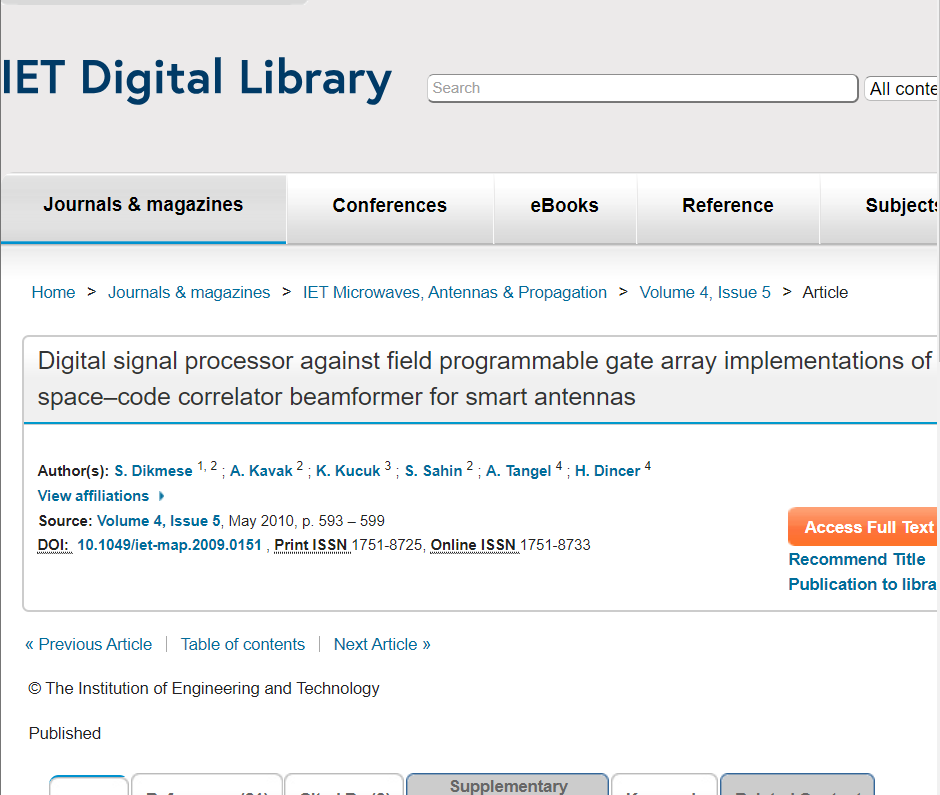 IET Digital Library
Search
All conte
Journals & magazines
Conferences
eBooks
Reference
Subjects
Home > Journals & magazines > IET Microwaves, Antennas & Propagation > Volume 4, Issue 5 > Article
Digital signal processor against field programmable gate array implementations of
space–code correlator beamformer for smart antennas
Author(s): S. Dikmese 1, 2 ; A. Kavak 2 ; K. Kucuk 3 ; S. Sahin 2 ; A. Tangel 4 ; H. Dincer 4
View affiliations
Source: Volume 4, Issue 5, May 2010, p. 593 – 599
DOI: 10.1049/iet-map.2009.0151 , Print ISSN 1751-8725, Online ISSN 1751-8733
Access Full Text
Recommend Title
Publication to libra
« Previous Article | Table of contents | Next Article »
© The Institution of Engineering and Technology
Published
Supplementary